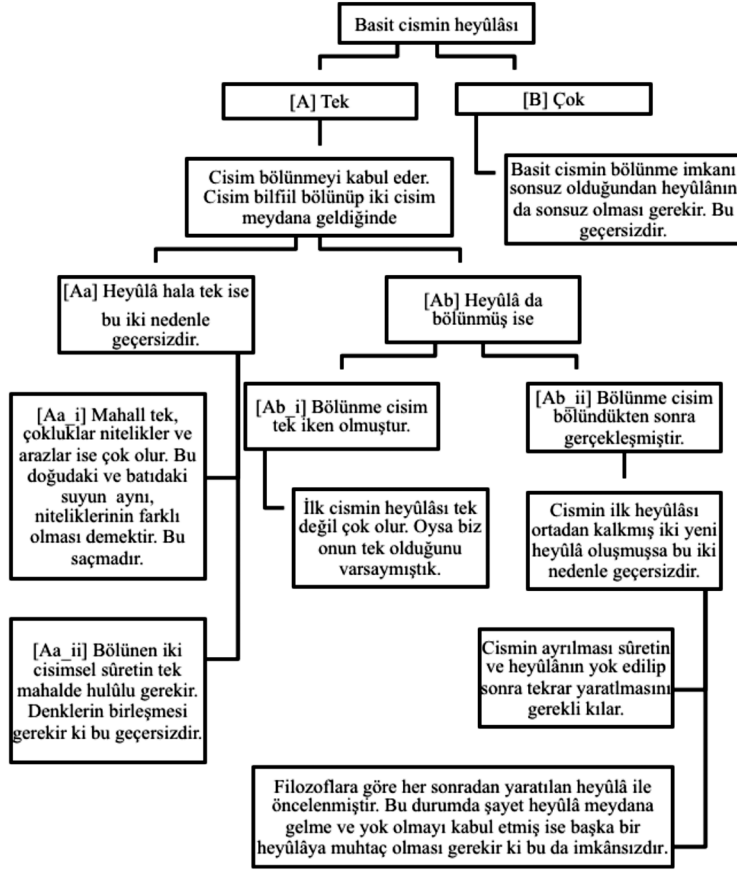 Basit cismin heyûlâsı
[A] Tek
[B] Çok
Cisim bölünmeyi kabul eder.
Cisim bilfiil bölünüp iki cisim
meydana geldiğinde
Basit cismin bölünme imkanı
sonsuz olduğundan heyûlânın
da sonsuz olması gerekir. Bu
geçersizdir.
[Aa] Heyûlâ hala tek ise
bu iki nedenle
geçersizdir.
[Ab] Heyûlâ da
bölünmüş ise
[Aa_i] Mahall tek,
çokluklar nitelikler ve
arazlar ise çok olur. Bu
doğudaki ve batıdaki
suyun aynı,
niteliklerinin farklı
olması demektir. Bu
saçmadır.
[Ab_i] Bölünme cisim
tek iken olmuştur.
[Ab_ii] Bölünme cisim
bölündükten sonra
gerçekleşmiştir.
İlk cismin heyûlâsı tek
değil çok olur. Oysa biz
onun tek olduğunu
varsaymıştık.
Cismin ilk heyûlâsı
ortadan kalkmış iki yeni
heyûlâ oluşmuşsa bu iki
nedenle geçersizdir.
[Aa_ii] Bölünen iki
cisimsel sûretin tek
mahalde hulûlu gerekir.
Denklerin birleşmesi
gerekir ki bu geçersizdir.
Cismin ayrılması sûretin
ve heyûlânın yok edilip
sonra tekrar yaratılmasını
gerekli kılar.
Filozoflara göre her sonradan yaratılan heyûlâ ile
öncelenmiştir. Bu durumda şayet heyûlâ meydana
gelme ve yok olmayı kabul etmiş ise başka bir
heyûlâya muhtaç olması gerekir ki bu da imkânsızdır.